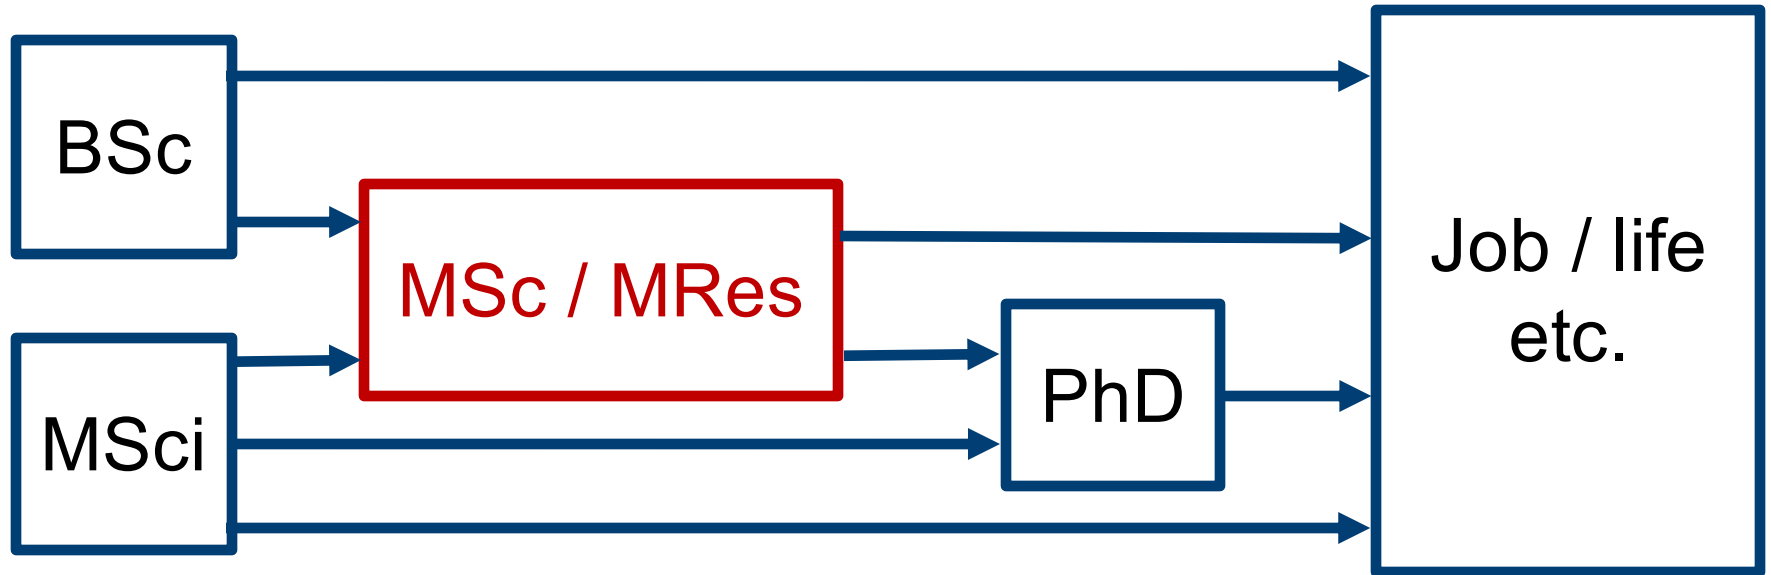 BSc
MSc / MRes
MSci
PhD
Job / life
etc.